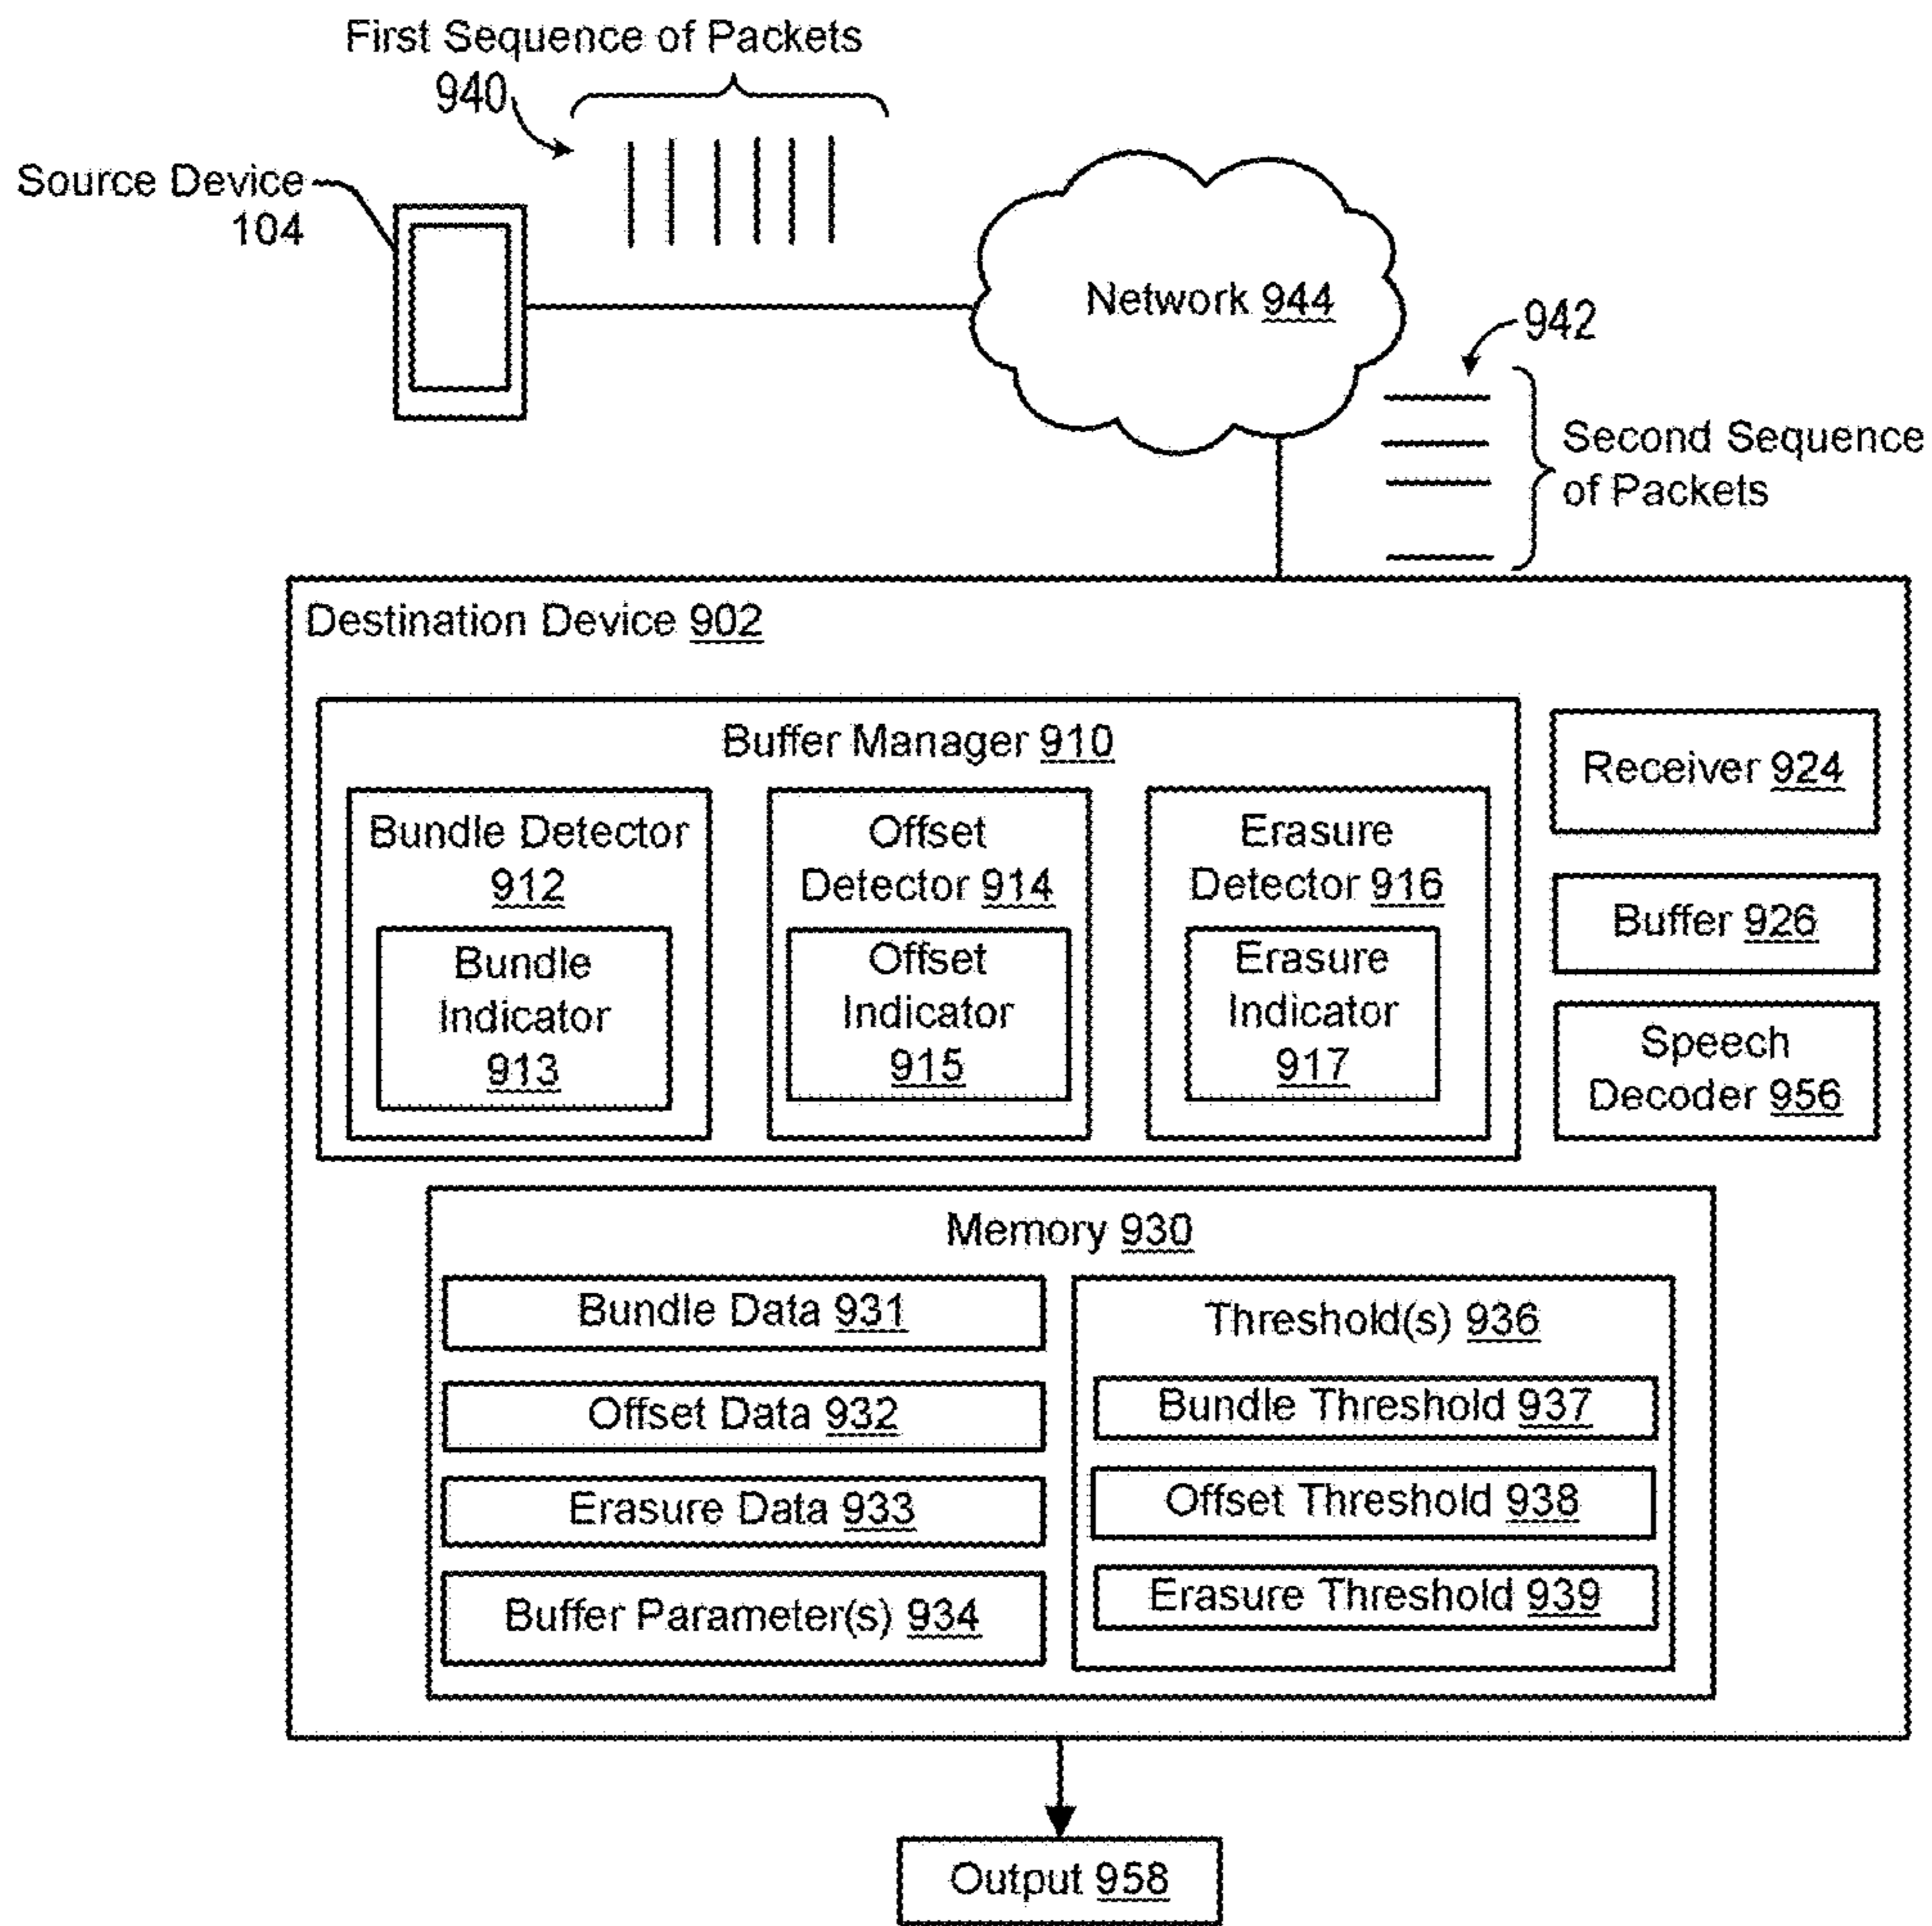 First Sequence of Packets
940
Source Device
104
Network 944
942
Second Sequence
of Packets
Destination Device 902
Buffer Manager 910
Bundle Detector
912
Bundle
Indicator
913
Offset
Detector 914
Offset
Indicator
915
Erasure
Detector 916
Erasure
Indicator
917
Receiver 924
Buffer 926
Speech
Decoder 956
Memory 930
Bundle Data 931
Offset Data 932
Erasure Data 933
Buffer Parameter(s) 934
Threshold(s) 936
Bundle Threshold 937
Offset Threshold 938
Erasure Threshold 939
Output 958